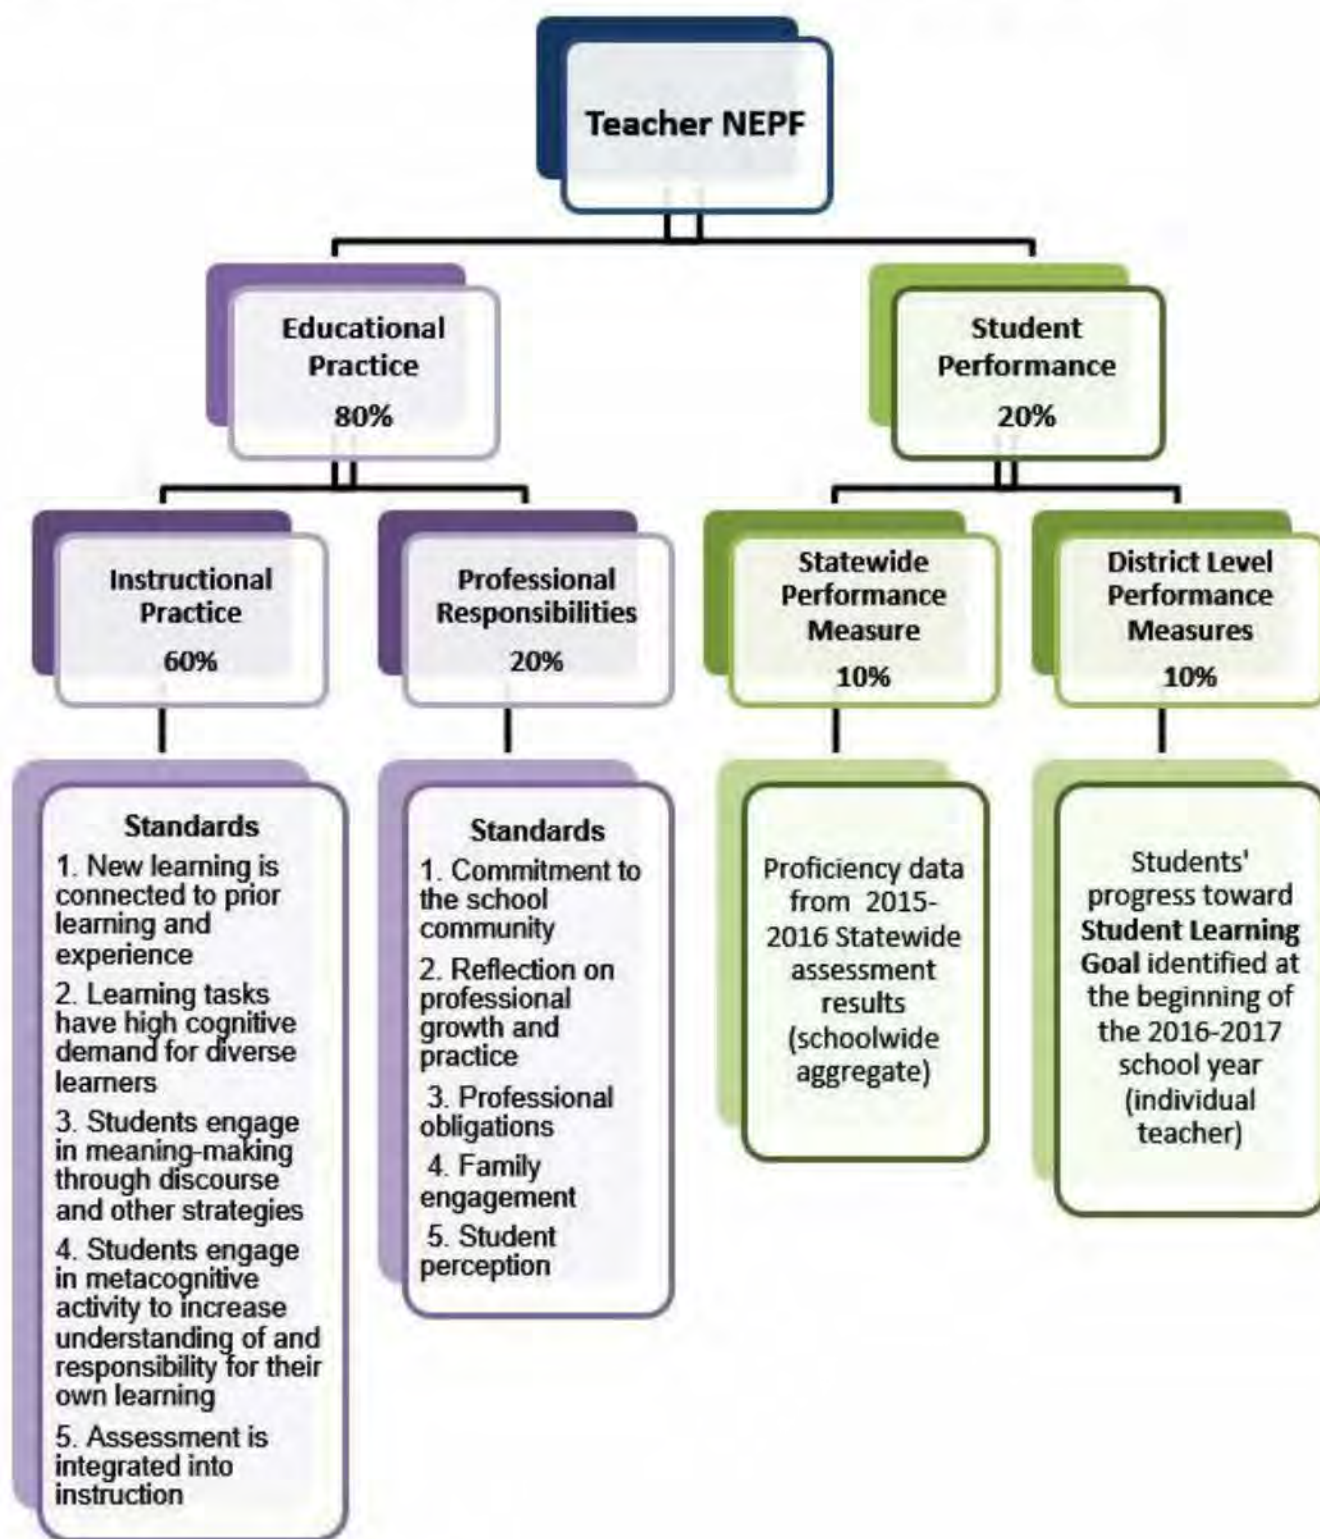 Teacher NEPF
Educational
Practice
80%
Student
Performance
20%
Instructional
Practice
60%
Professional
Responsibilities
20%
Statewide
Performance
Measure
10%
District Level
Performance
Measures
10%
Standards
1. New learning is
connected to prior
learning and
experience
2. Learning tasks
have high cognitive
demand for diverse
learners
3. Students engage
in meaning-making
through discourse
and other strategies
4. Students engage
in metacognitive
activity to increase
understanding of and
responsibility for their
own learning
5. Assessment is
integrated into
instruction
Standards
1. Commitment to
the school
community
2. Reflection on
professional
growth and
practice
3. Professional
obligations
4. Family
engagement
5. Student
perception
Proficiency data
from 2015-
2016 Statewide
assessment
results
(schoolwide
aggregate)
Students'
progress toward
Student Learning
Goal identified at
the beginning of
the 2016-2017
school year
(individual
teacher)